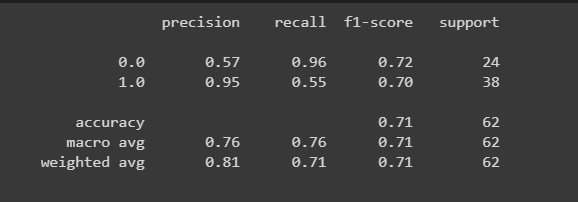 precision recall f1-score support
0.0 0.57 0.96 0.72 24
1.0 0.95 0.55 0.70 38
accuracy 0.71 62
macro avg 0.76 0.76 0.71 62
weighted avg 0.81 0.71 0.71 62